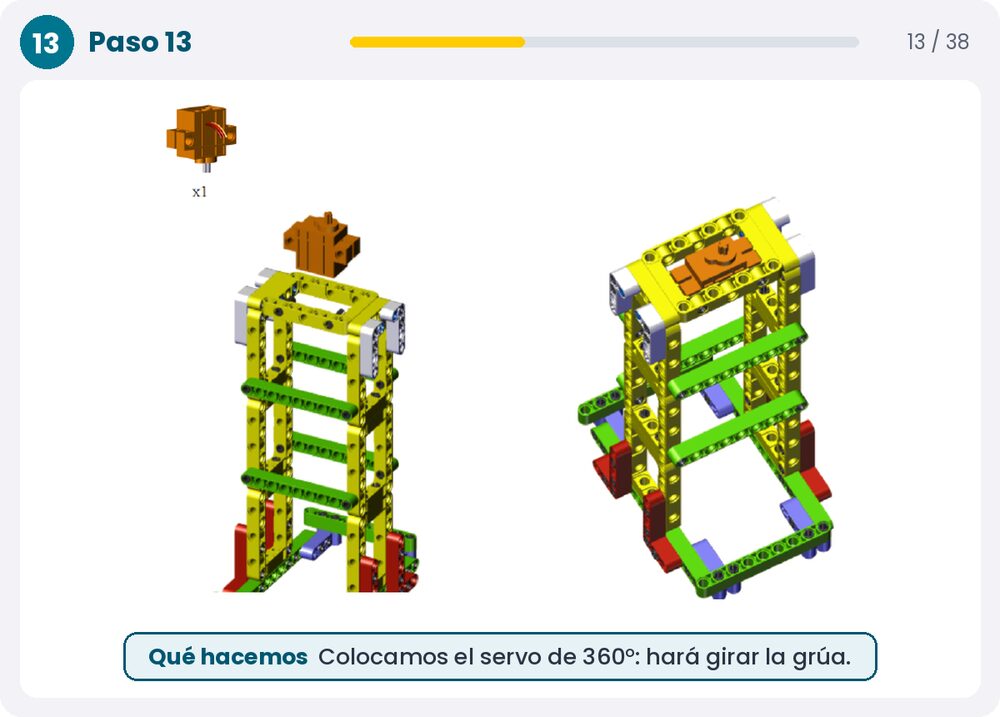 13 Paso 13
13 / 38
x1
Qué hacemos Colocamos el servo de 360º: hará girar la grúa.